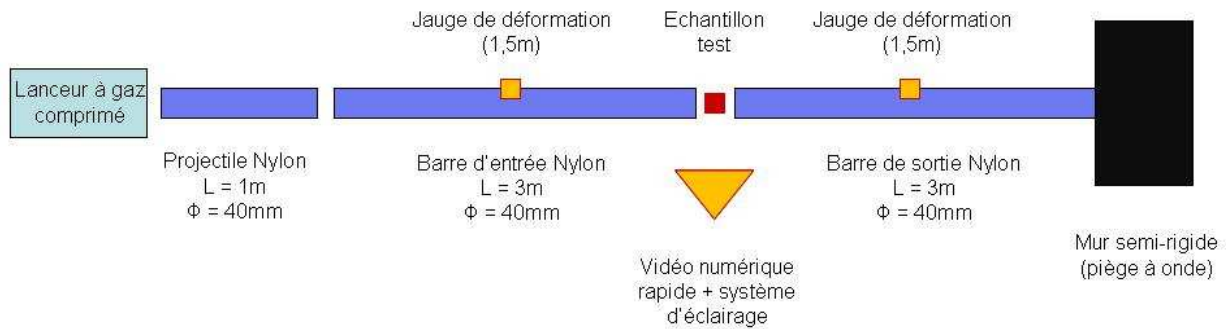 Jauge de déformation
(1,5m)
Echantillon
test
Jauge de déformation
(1,5m)
Lanceur à gaz
comprimé
Projectile Nylon
L = 1m
Φ = 40mm
Barre d'entrée Nylon
L = 3m
Φ = 40mm
Barre de sortie Nylon
L = 3m
Φ = 40mm
Mur semi-rigide
(piège à onde)
Vidéo numérique
rapide + système
d'éclairage